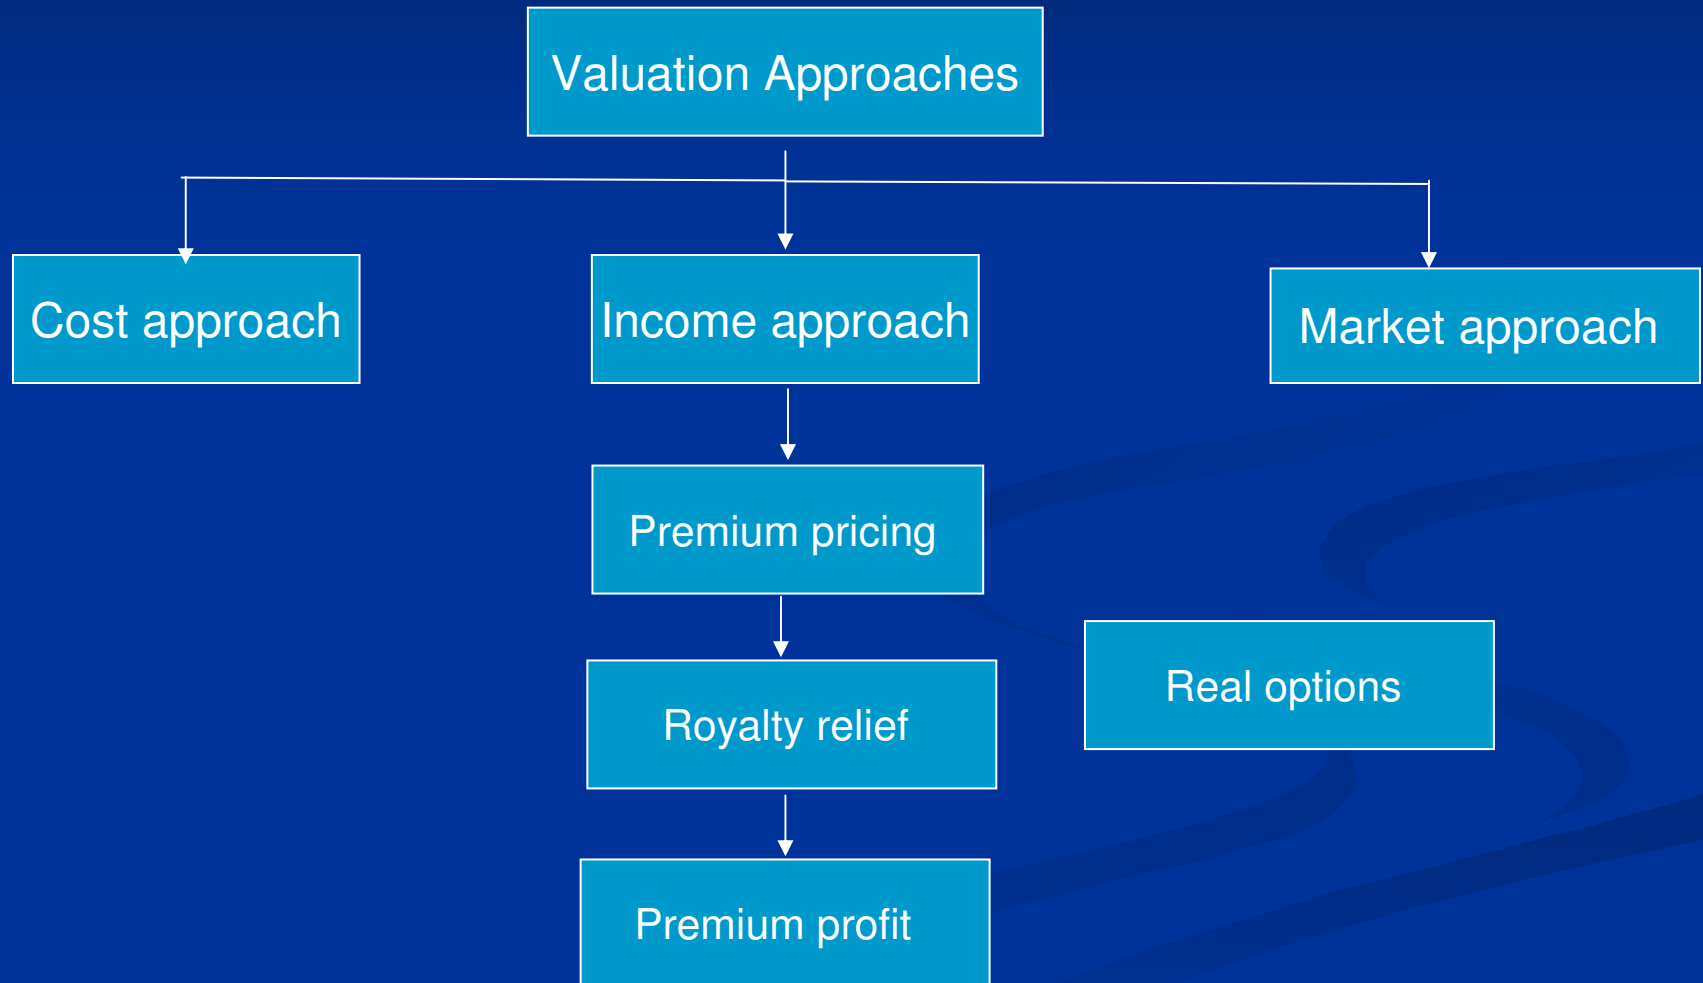 Valuation Approaches
Cost approach
Income approach
Market approach
Premium pricing
Real options
Royalty relief
Premium profit